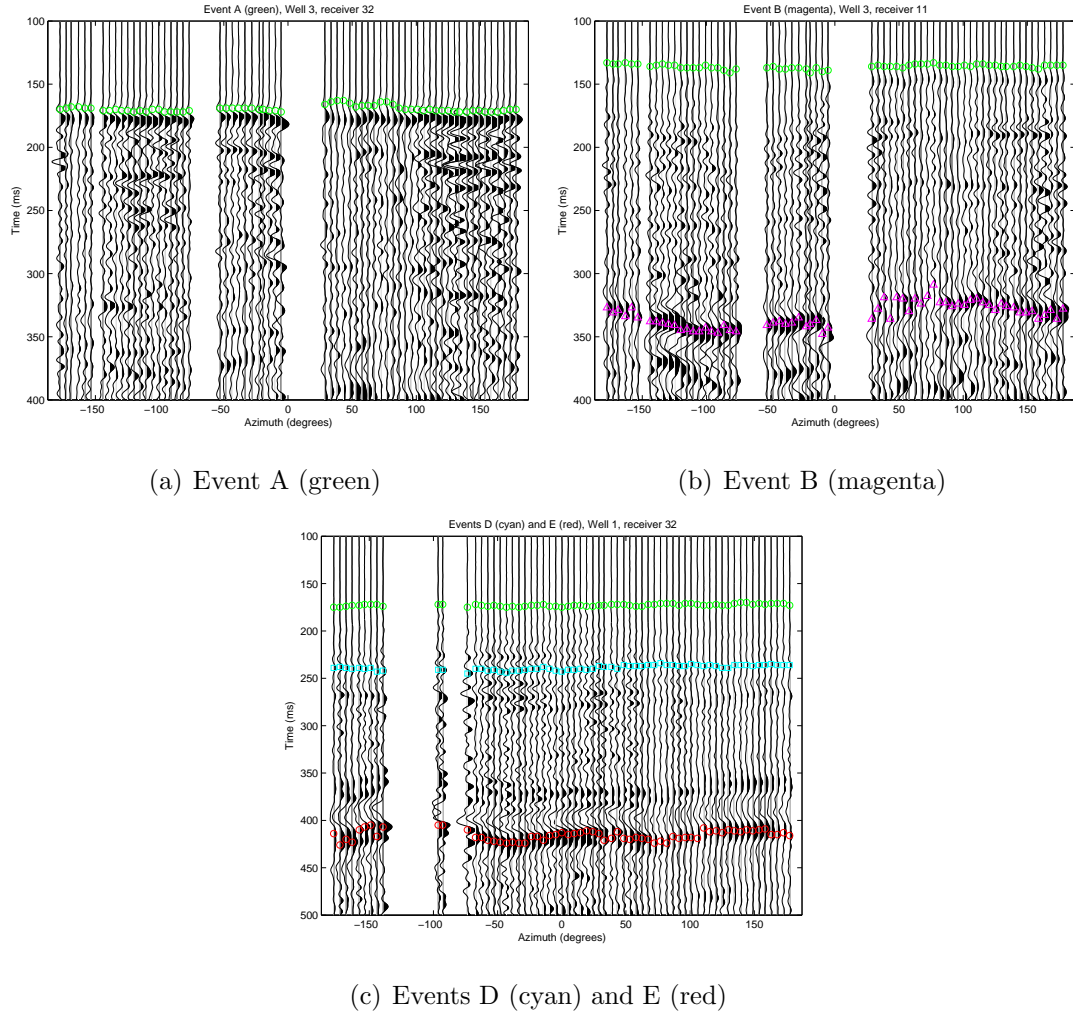 Event A (green), Well 3, receiver 32
100
150
200
250
300
350
400
Time (ms)
−150 −100 −50 0 50 100 150
Azimuth (degrees)
(a) Event A (green)
Event B (magenta), Well 3, receiver 11
100
150
200
250
300
350
400
Time (ms)
−150 −100 −50 0 50 100 150
Azimuth (degrees)
(b) Event B (magenta)
Events D (cyan) and E (red), Well 1, receiver 32
100
150
200
250
300
350
400
450
500
Time (ms)
−150 −100 −50 0 50 100 150
Azimuth (degrees)
(c) Events D (cyan) and E (red)